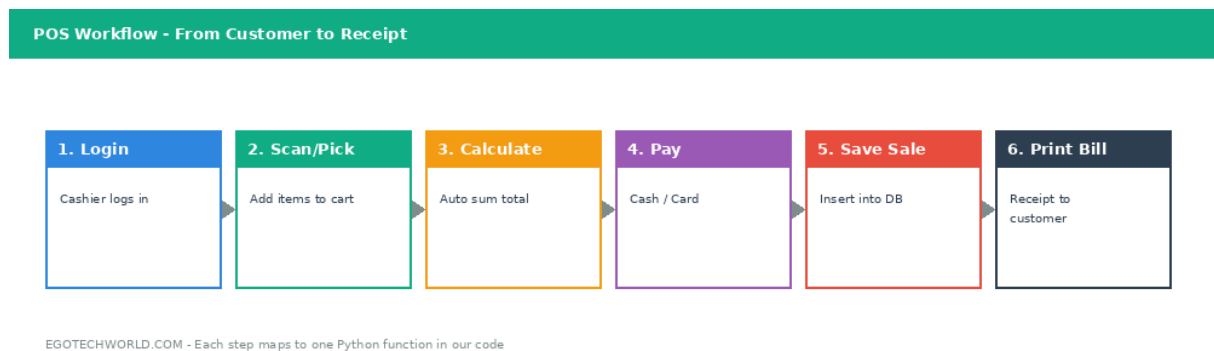 POS Workflow - From Customer to Receipt
1. Login
Cashier logs in
2. Scan/Pick
Add items to cart
3. Calculate
Auto sum total
4. Pay
Cash / Card
5. Save Sale
Insert into DB
6. Print Bill
Receipt to
customer
EGOTECHWORLD.COM - Each step maps to one Python function in our code